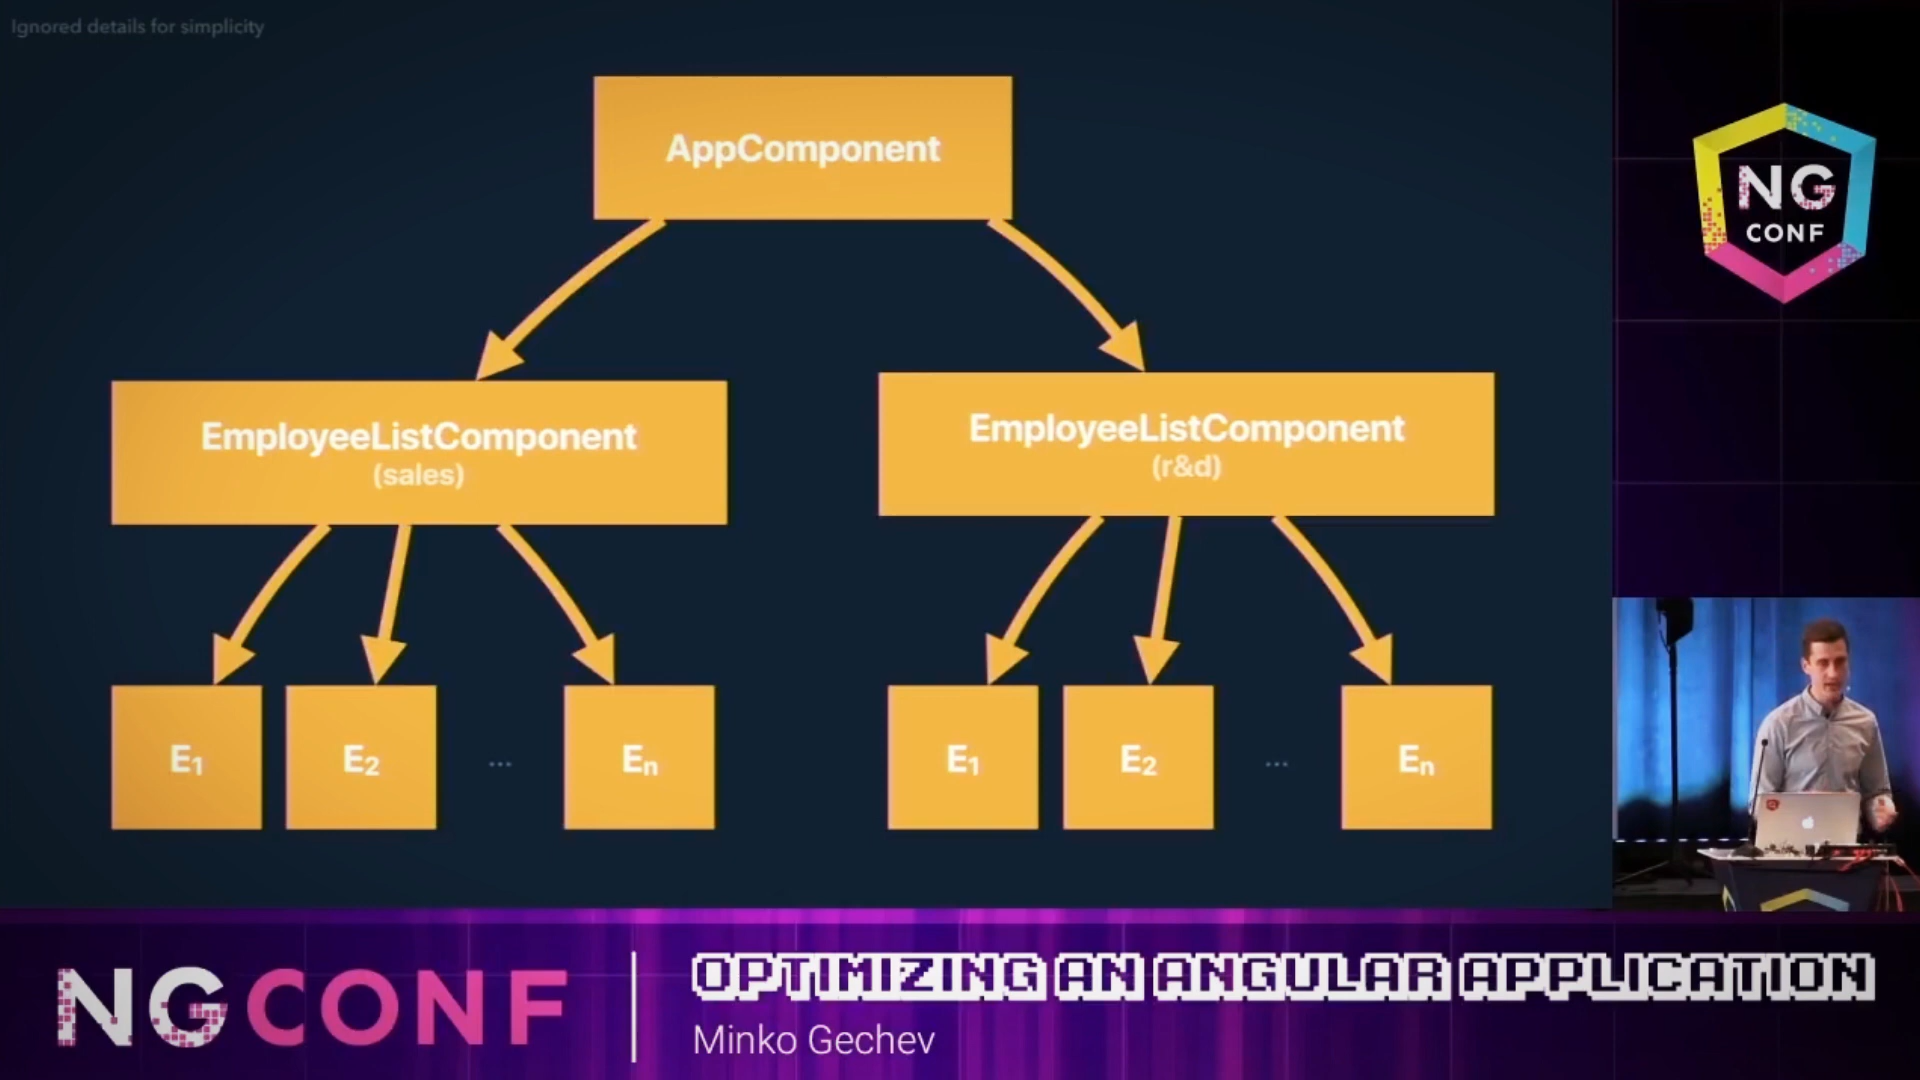 Ignored details for simplicity
AppComponent
EmployeeListComponent
(sales)
EmployeeListComponent
(r&d)
E1
E2
...
En
E1
E2
...
En
NG
CONF
NGCONF
OPTIMIZING AN ANGULAR APPLICATION
Minko Gechev